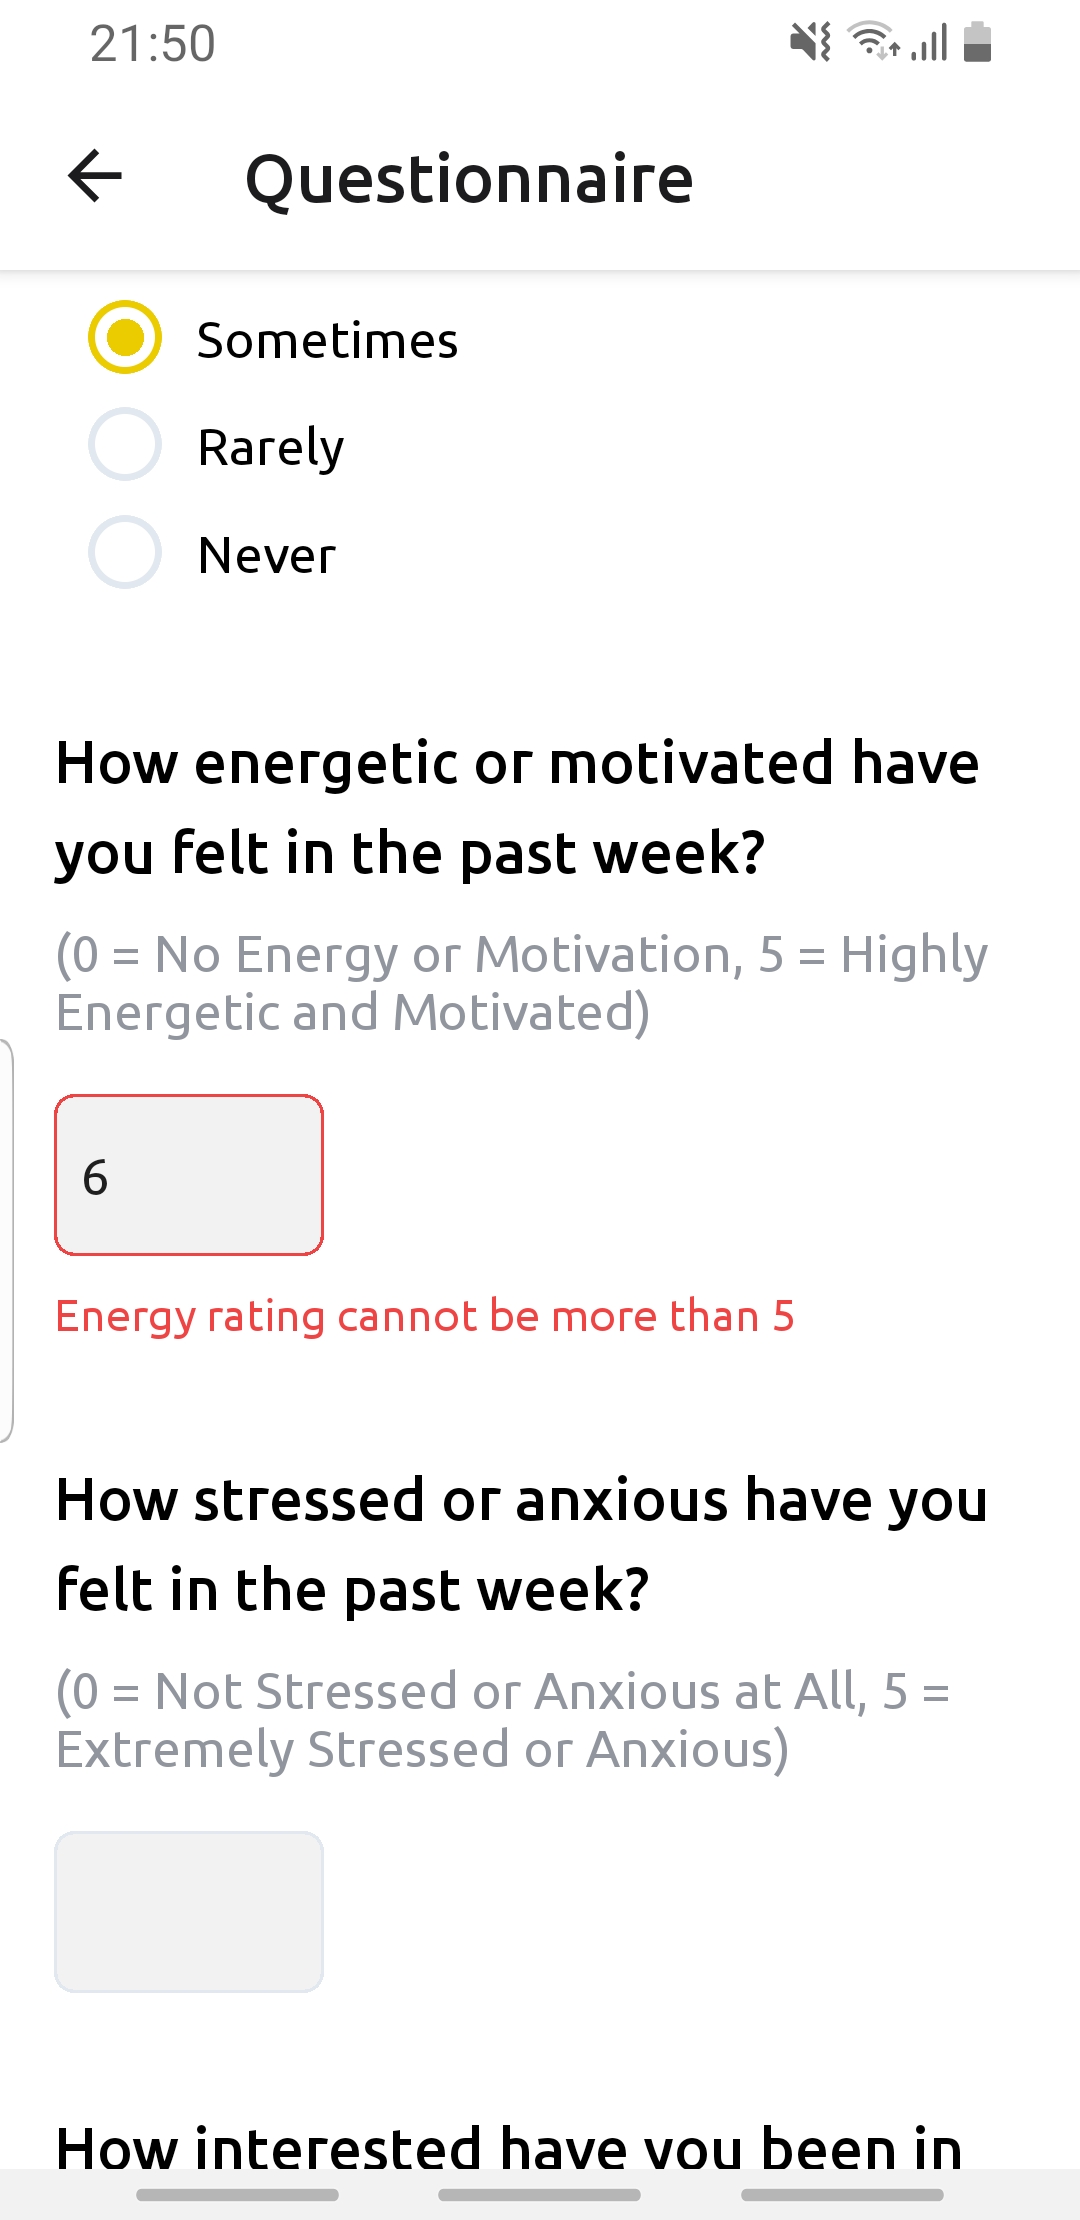 21:50
Questionnaire
Sometimes
Rarely
Never
How energetic or motivated have
you felt in the past week?
(0 = No Energy or Motivation, 5 = Highly
Energetic and Motivated)
6
Energy rating cannot be more than 5
How stressed or anxious have you
felt in the past week?
(0 = Not Stressed or Anxious at All, 5 =
Extremely Stressed or Anxious)
How interested have you been in